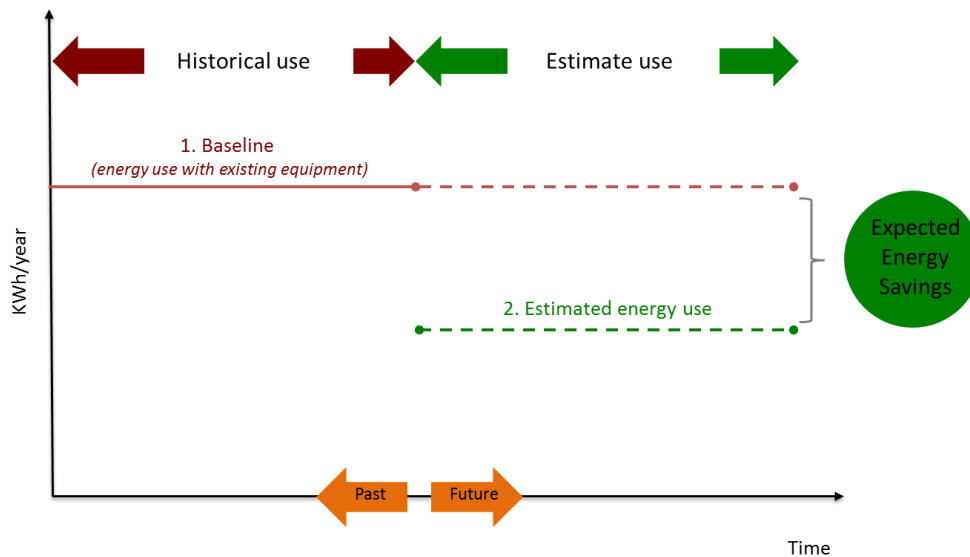 Historical use
Estimate use
1. Baseline
(energy use with existing equipment)
KWh/year
Expected
Energy
Savings
2. Estimated energy use
Past
Future
Time